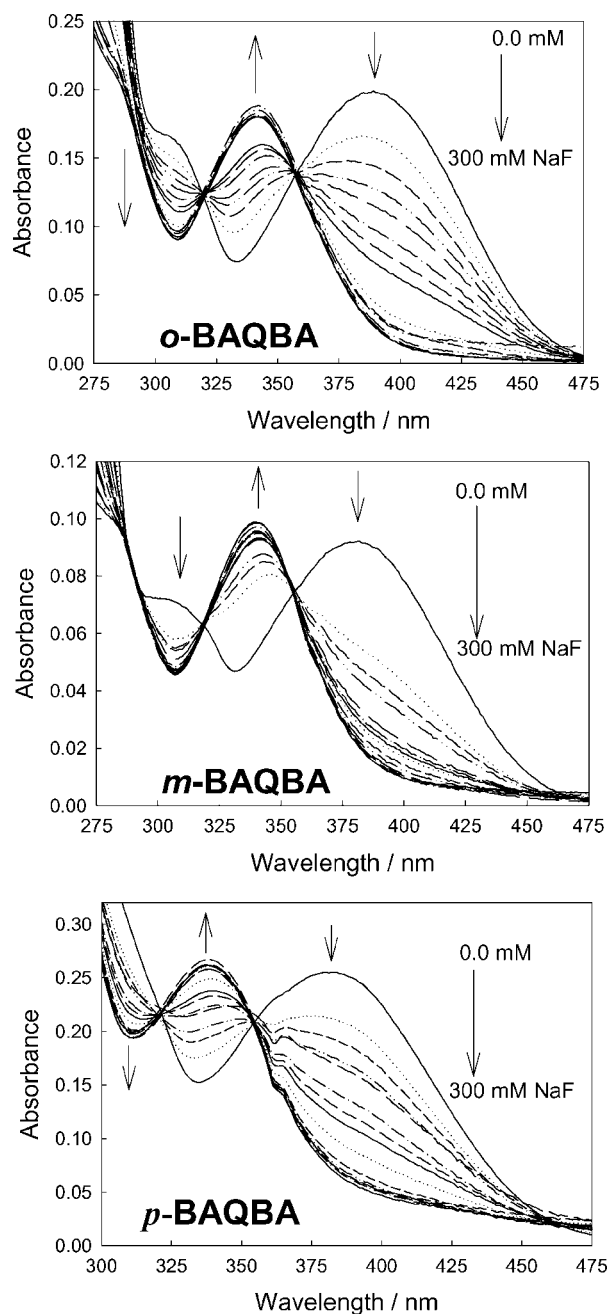 0.25
0.20
0.15
0.10
0.05
0.00
Absorbance
0.0 mM
300 mM NaF
o-BAQBA
275 300 325 350 375 400 425 450 475
Wavelength / nm
0.12
0.10
0.08
0.06
0.04
0.02
0.00
Absorbance
0.0 mM
300 mM NaF
m-BAQBA
275 300 325 350 375 400 425 450 475
Wavelength / nm
0.30
0.25
0.20
0.15
0.10
0.05
0.00
Absorbance
0.0 mM
300 mM NaF
p-BAQBA
300 325 350 375 400 425 450 475
Wavelength / nm